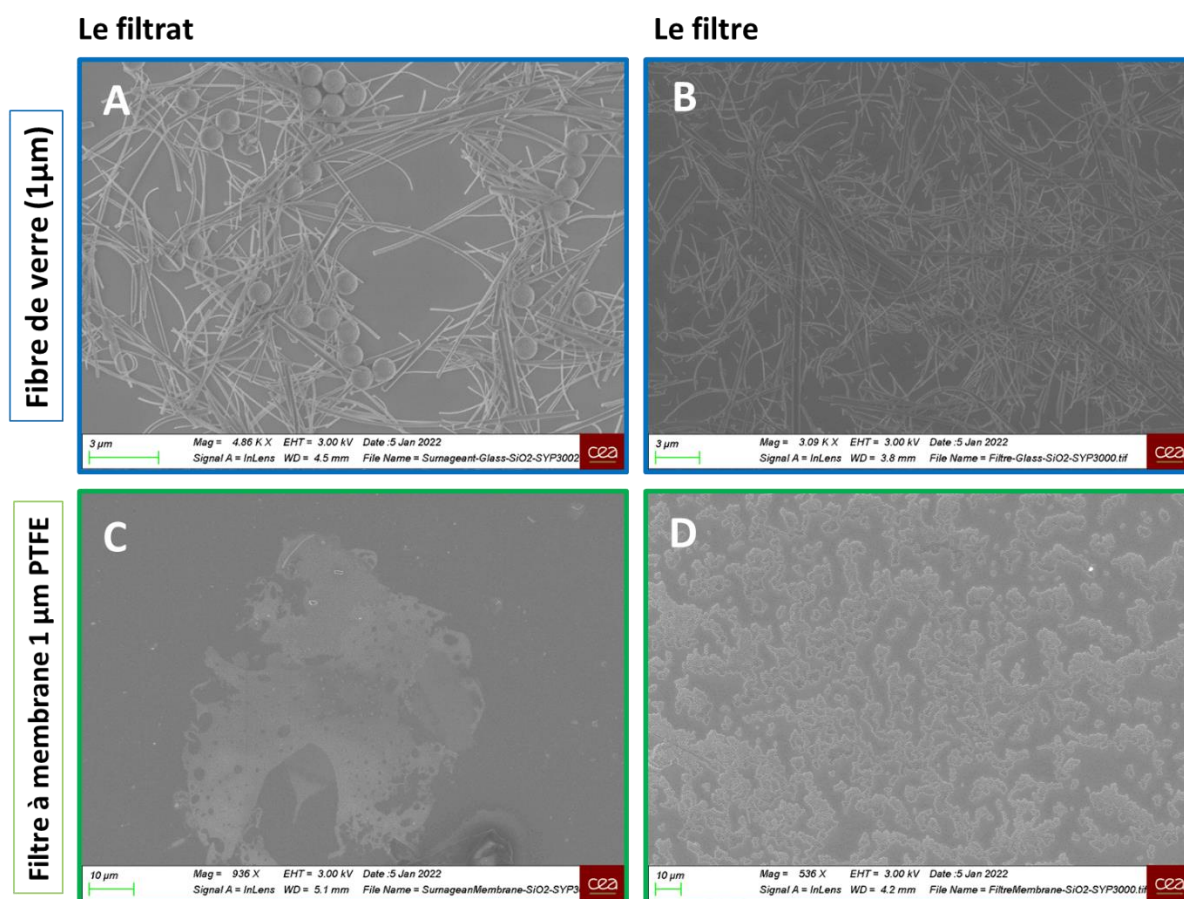 Le filtrat
Le filtre
Fibre de verre (1µm)
A
3 µm
Mag = 4.86 K X EHT = 3.00 kV Date :5 Jan 2022
Signal A = InLens WD = 4.5 mm File Name = Surnageant-Glass-SiO2-SYP3002
cea
B
3 µm
Mag = 3.09 K X EHT = 3.00 kV Date :5 Jan 2022
Signal A = InLens WD = 3.8 mm File Name = Filtre-Glass-SiO2-SYP3000.tif
cea
Filtre à membrane 1 µm PTFE
C
10 µm
Mag = 936 X EHT = 3.00 kV Date :5 Jan 2022
Signal A = InLens WD = 5.1 mm File Name = SurnageanMembrane-SiO2-SYP3
cea
D
10 µm
Mag = 536 X EHT = 3.00 kV Date :5 Jan 2022
Signal A = InLens WD = 4.2 mm File Name = FiltreMembrane-SiO2-SYP3000.tif
cea